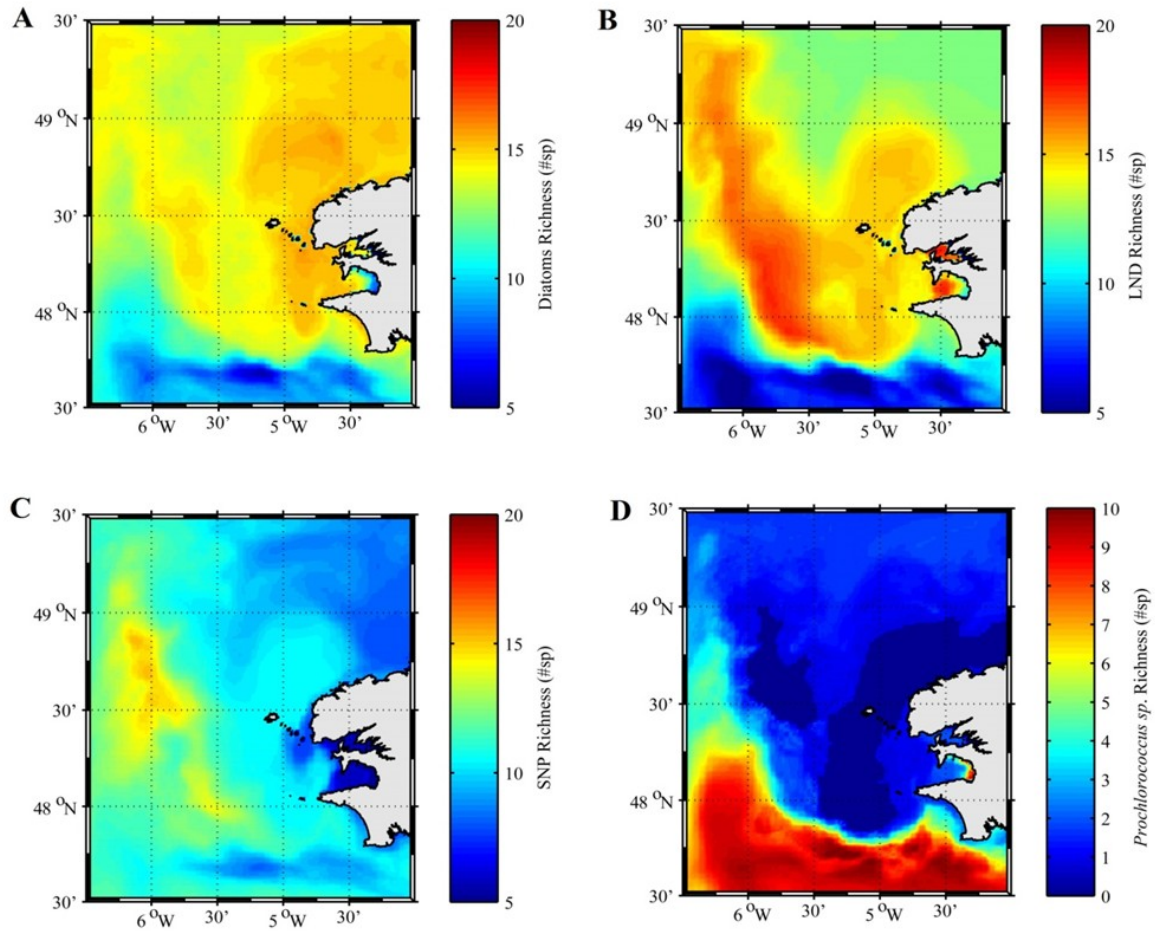 A
30’
49 °N
30’
48 °N
30’
6 °W
30’
5 °W
30’
20
15
10
5
Diatoms Richness (#sp)
B
30’
49 °N
30’
48 °N
30’
6 °W
30’
5 °W
30’
20
15
10
5
LND Richness (#sp)
C
30’
49 °N
30’
48 °N
30’
6 °W
30’
5 °W
30’
20
15
10
5
SNP Richness (#sp)
D
30’
49 °N
30’
48 °N
30’
6 °W
30’
5 °W
30’
10
9
8
7
6
5
4
3
2
1
0
Prochlorococcus sp. Richness (#sp)